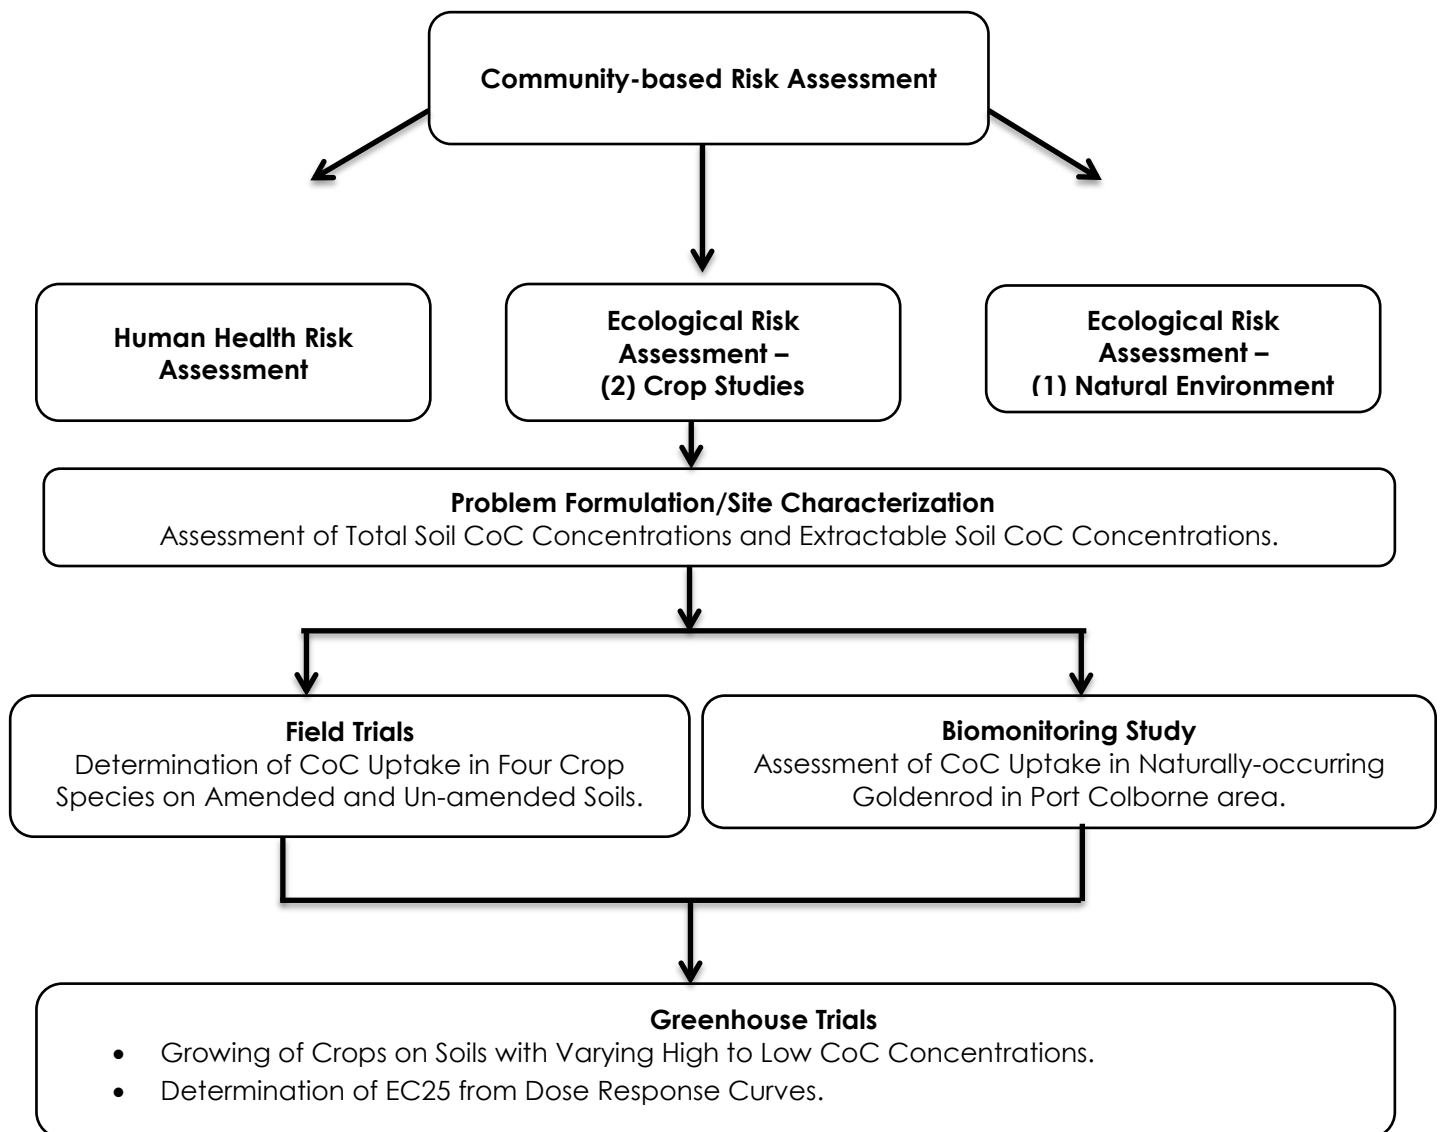 Community-based Risk Assessment
Human Health Risk
Assessment
Ecological Risk
Assessment –
(2) Crop Studies
Ecological Risk
Assessment –
(1) Natural Environment
Problem Formulation/Site Characterization
Assessment of Total Soil CoC Concentrations and Extractable Soil CoC Concentrations.
Field Trials
Determination of CoC Uptake in Four Crop
Species on Amended and Un-amended Soils.
Biomonitoring Study
Assessment of CoC Uptake in Naturally-occurring
Goldenrod in Port Colborne area.
Greenhouse Trials
• Growing of Crops on Soils with Varying High to Low CoC Concentrations.
• Determination of EC25 from Dose Response Curves.